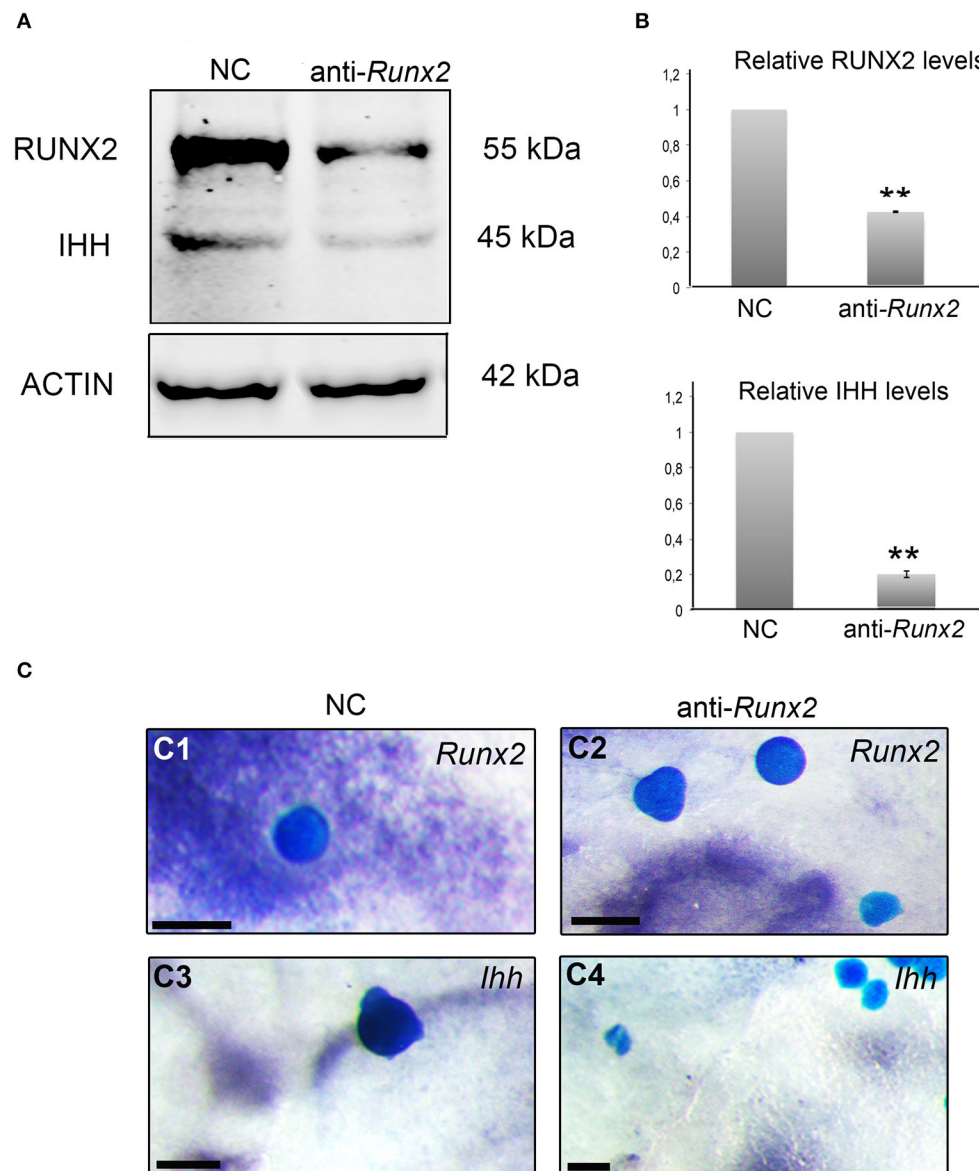 A
NC anti-Runx2
RUNX2 55 kDa
IHH 45 kDa
ACTIN 42 kDa
B
Relative RUNX2 levels
1,2
1
0,8
0,6
0,4
0,2
0
**
NC anti-Runx2
Relative IHH levels
1,2
1
0,8
0,6
0,4
0,2
0
**
NC anti-Runx2
C
NC anti-Runx2
C1 Runx2
C2 Runx2
C3 Ihh
C4 Ihh